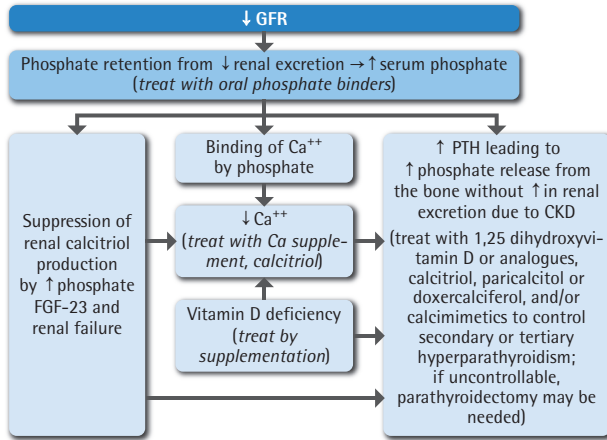 ↓ GFR
Phosphate retention from ↓ renal excretion → ↑ serum phosphate
(treat with oral phosphate binders)
Suppression of
renal calcitriol
production
by ↑ phosphate
FGF-23 and
renal failure
Binding of Ca++
by phosphate
↓ Ca++
(treat with Ca supple-
ment, calcitriol)
Vitamin D deficiency
(treat by
supplementation)
↑ PTH leading to
↑ phosphate release from
the bone without ↑ in renal
excretion due to CKD
(treat with 1,25 dihydroxyvi-
tamin D or analogues,
calcitriol, paricalcitol or
doxercalciferol, and/or
calcimimetics to control
secondary or tertiary
hyperparathyroidism;
if uncontrollable,
parathyroidectomy may be
needed)